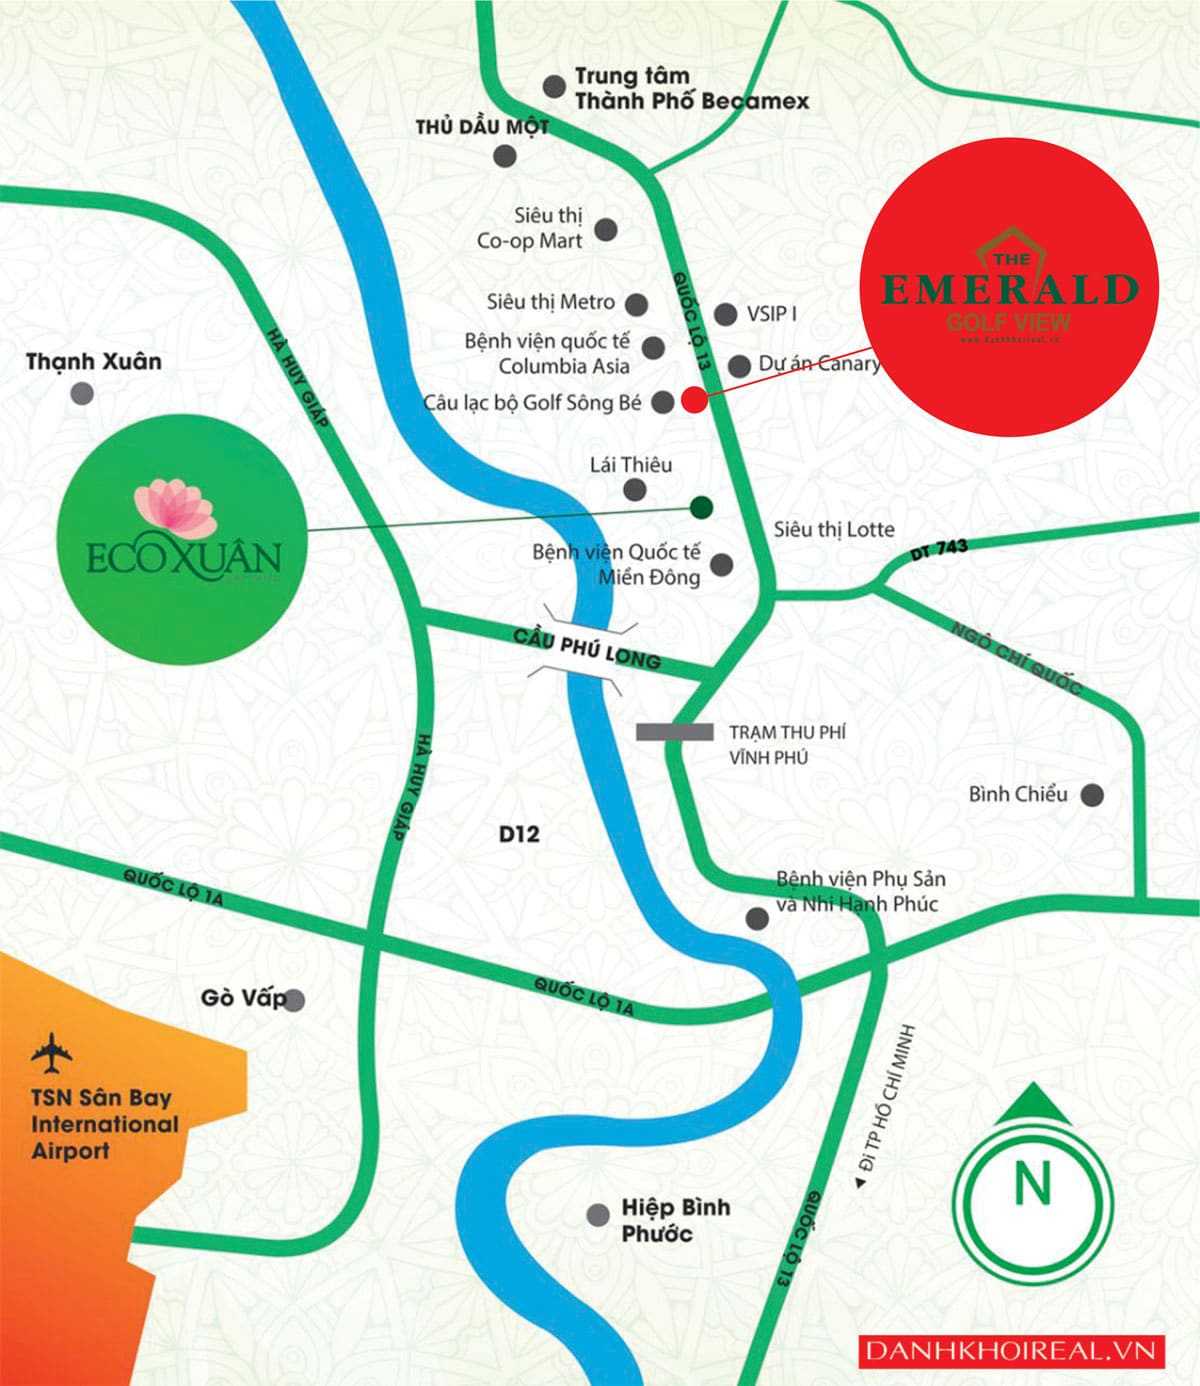 Trung tâm
Thành Phố Becamex
THỦ DẦU MỘT
Siêu thị
Co-op Mart
Siêu thị Metro
QUỐC LỘ 13
VSIP I
THE
EMERALD
GOLF VIEW
www.danhkhoireal.vn
Bệnh viện quốc tế
Columbia Asia
Dự án Canary
HÀ HUY GIÁP
Thạnh Xuân
Câu lạc bộ Golf Sông Bé
Lái Thiêu
ECOXUÂN
Siêu thị Lotte
DT 743
Bệnh viện Quốc tế
Miền Đông
CẦU PHÚ LONG
NGÔ CHÍ QUỐC
TRẠM THU PHÍ
VĨNH PHÚ
HÀ HUY GIÁP
Bình Chiểu
D12
QUỐC LỘ 1A
Bệnh viện Phụ Sản
và Nhi Hạnh Phúc
Gò Vấp
QUỐC LỘ 1A
TSN Sân Bay
International
Airport
Đi TP HỒ CHÍ MINH
N
Hiệp Bình
Phước
QUỐC LỘ 13
DANHKHOIREAL.VN